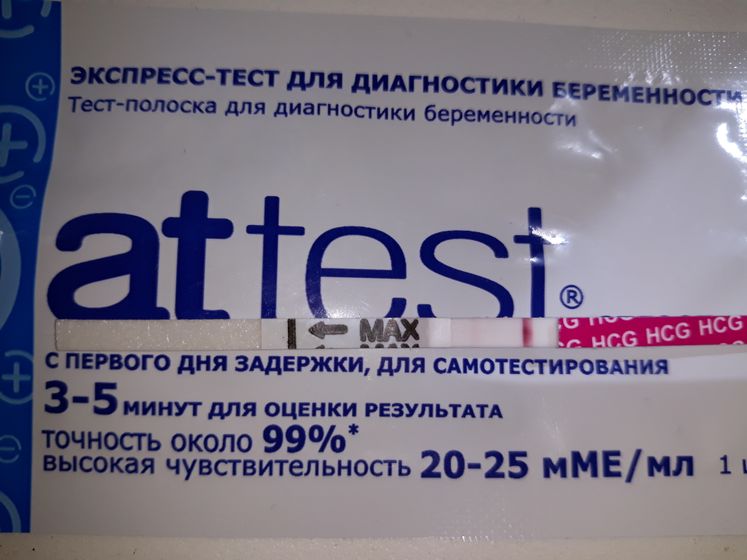 ЭКСПРЕСС-ТЕСТ ДЛЯ ДИАГНОСТИКИ БЕРЕМЕННОСТИ
Тест-полоска для диагностики беременности
attest®
MAX
HCG HCG HCG
С ПЕРВОГО ДНЯ ЗАДЕРЖКИ, ДЛЯ САМОТЕСТИРОВАНИЯ
3-5 МИНУТ ДЛЯ ОЦЕНКИ РЕЗУЛЬТАТА
ТОЧНОСТЬ ОКОЛО 99%*
ВЫСОКАЯ ЧУВСТВИТЕЛЬНОСТЬ 20-25 мМЕ/мл 1